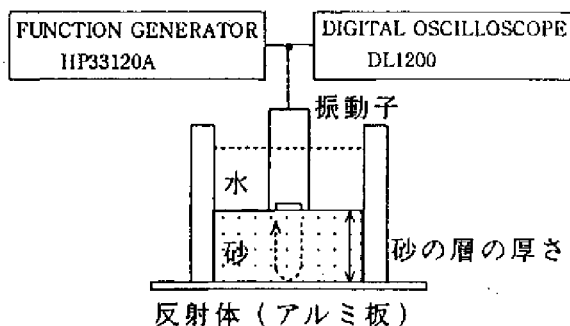 FUNCTION GENERATOR
HP33120A
DIGITAL OSCILLOSCOPE
DL1200
振動子
水
砂
砂の層の厚さ
反射体(アルミ板)